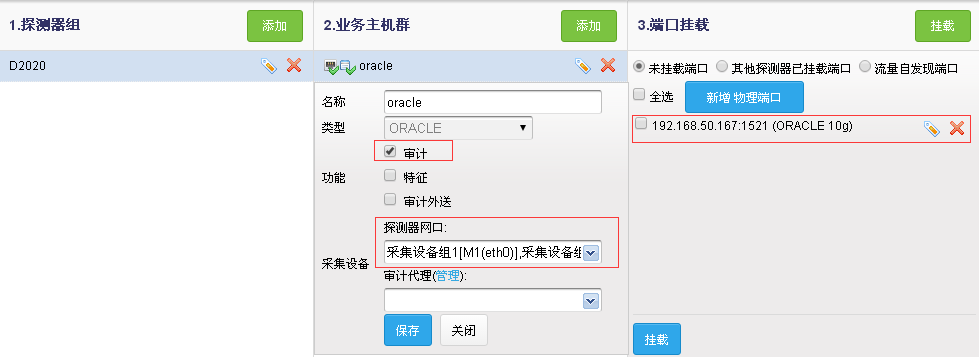 1.探测器组
添加
D2020
2.业务主机群
添加
oracle
名称
oracle
类型
ORACLE
功能
审计
特征
审计外送
采集设备
探测器网口:
采集设备组1[M1(eth0)],采集设备组
审计代理(管理):
保存
关闭
3.端口挂载
挂载
未挂载端口
其他探测器已挂载端口
流量自发现端口
全选
新增 物理端口
192.168.50.167:1521 (ORACLE 10g)
挂载